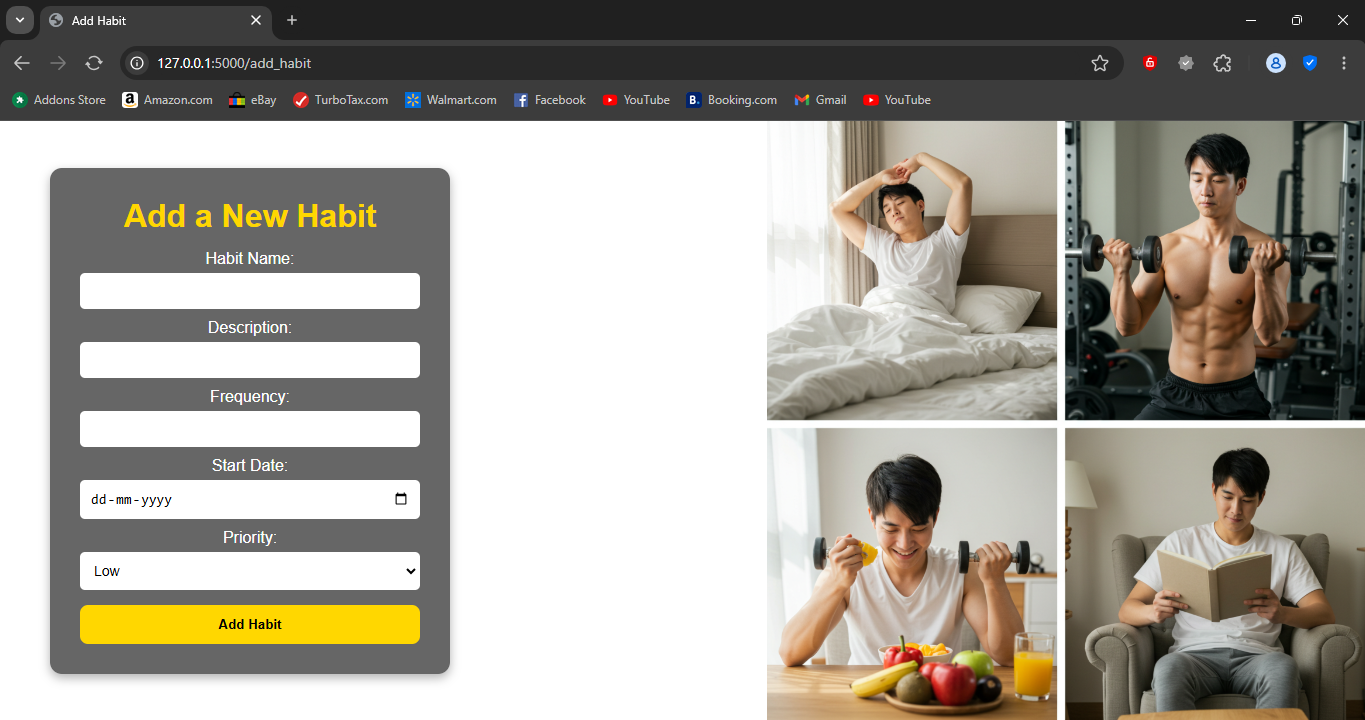 Add Habit
127.0.0.1:5000/add_habit
Addons Store
Amazon.com
eBay
TurboTax.com
Walmart.com
Facebook
YouTube
B. Booking.com
Gmail
YouTube
Add a New Habit
Habit Name:
Description:
Frequency:
Start Date:
dd-mm-yyyy
Priority:
Low
Add Habit